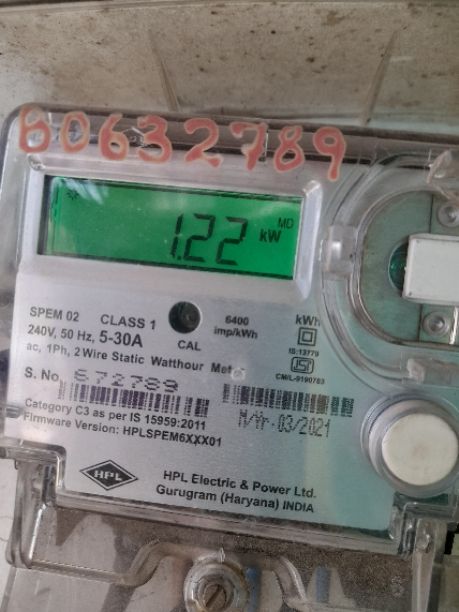 B0632789
MD
1.22 kW
SPEM 02 CLASS 1 6400 kWh
240V, 50 Hz, 5-30A CAL imp/kWh
IS:13779
ac, 1Ph, 2 Wire Static Watthour Meter
CM/L-9190783
S. No. 672789
M/Yr-03/2021
Category C3 as per IS 15959:2011
Firmware Version: HPLSPEM6XXX01
HPL
HPL Electric & Power Ltd.
Gurugram (Haryana) INDIA